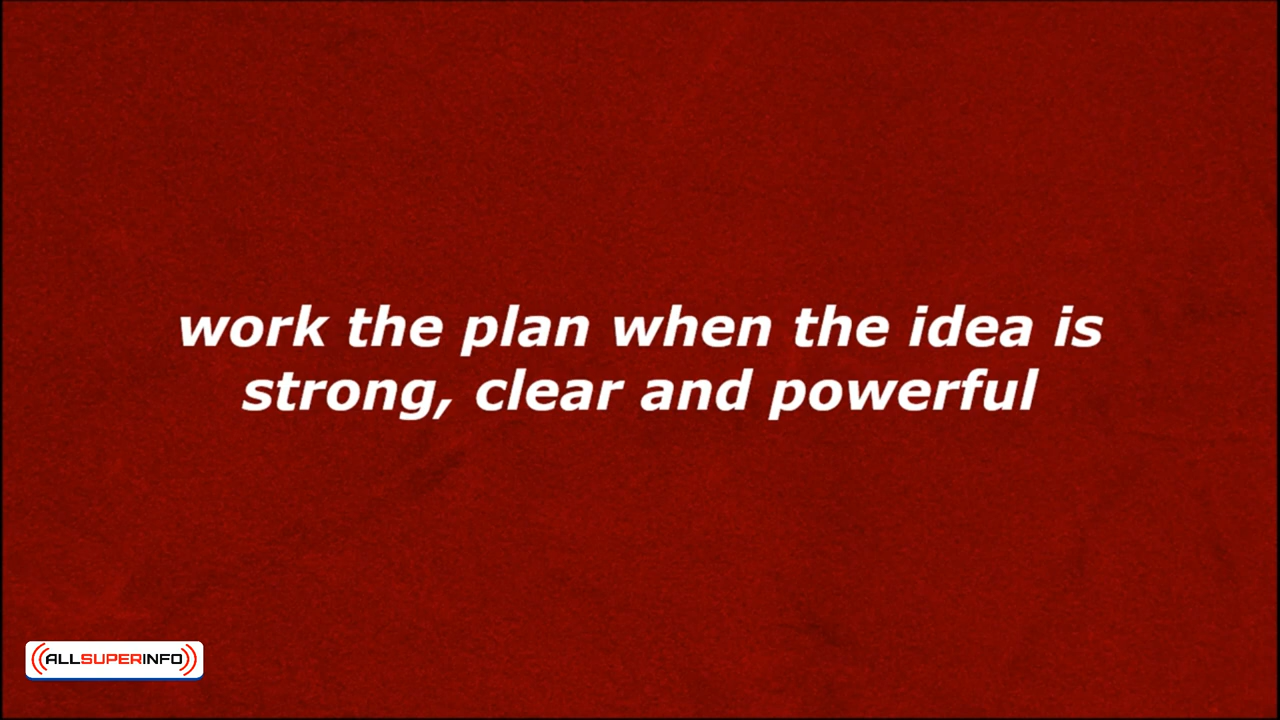 work the plan when the idea is
strong, clear and powerful
ALLSUPERINFO